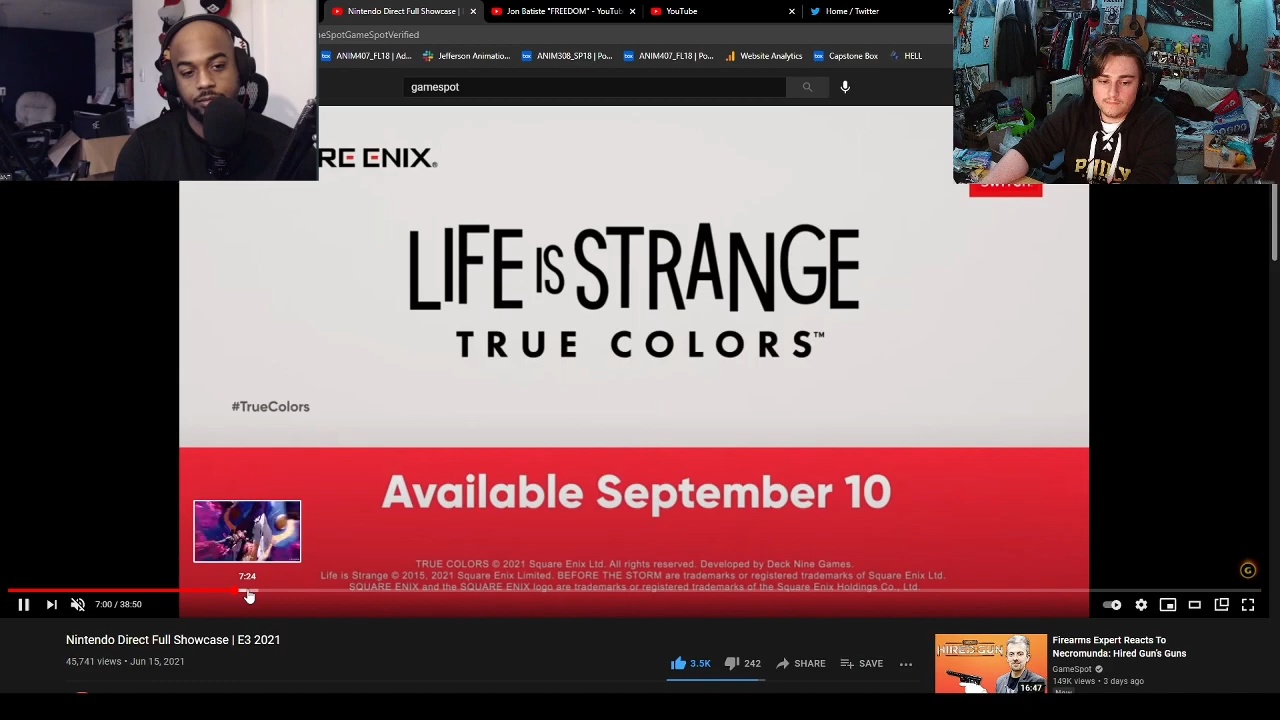 Nintendo Direct Full Showcase |
Jon Batiste "FREEDOM" - YouTub
YouTube
Home / Twitter
eSpotGameSpotVerified
ANIM407_FL18 | Ad...
Jefferson Animatio...
ANIM308_SP18 | Po...
ANIM407_FL18 | Po...
Website Analytics
Capstone Box
HELL
gamespot
RE ENIX
SWITCH
PHILLY
LIFE IS STRANGE
TRUE COLORS™
#TrueColors
Available September 10
7:24
TRUE COLORS © 2021 Square Enix Ltd. All rights reserved. Developed by Deck Nine Games.
Life is Strange © 2015, 2021 Square Enix Limited. BEFORE THE STORM are trademarks or registered trademarks of Square Enix Ltd.
SQUARE ENIX and the SQUARE ENIX logo are trademarks or registered trademarks of the Square Enix Holdings Co., Ltd.
7:00 / 38:50
Nintendo Direct Full Showcase | E3 2021
45,741 views • Jun 15, 2021
3.5K
242
SHARE
SAVE
HIRED GUN
16:47
Firearms Expert Reacts To
Necromunda: Hired Gun's Guns
GameSpot
149K views • 3 days ago
New